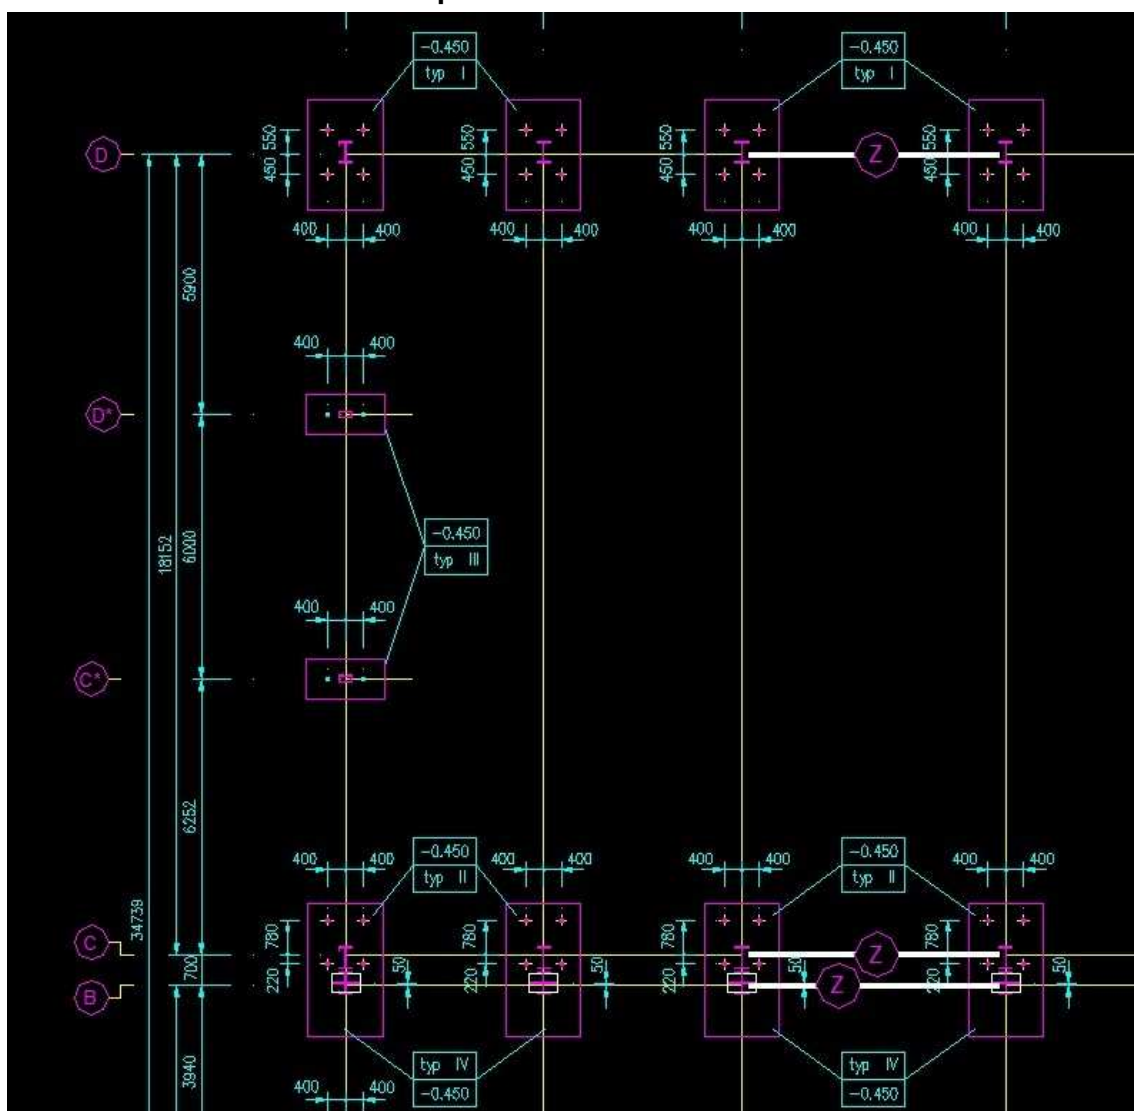 -0.450 -0.450
typ I typ I
550 550 550 550
D Z
450 450 450 450
400 400 400 400 400 400 400 400
5900
400 400
D*
-0.450
typ III
18152 6000
400 400
C*
6252
-0.450 -0.450
400 400 400 400 400 400 400 400
typ II typ II
34739
780 780 780 780
C Z
700 50 50 50 50
220 220 220 220
B Z
typ IV typ IV
3940
400 400 -0.450 -0.450